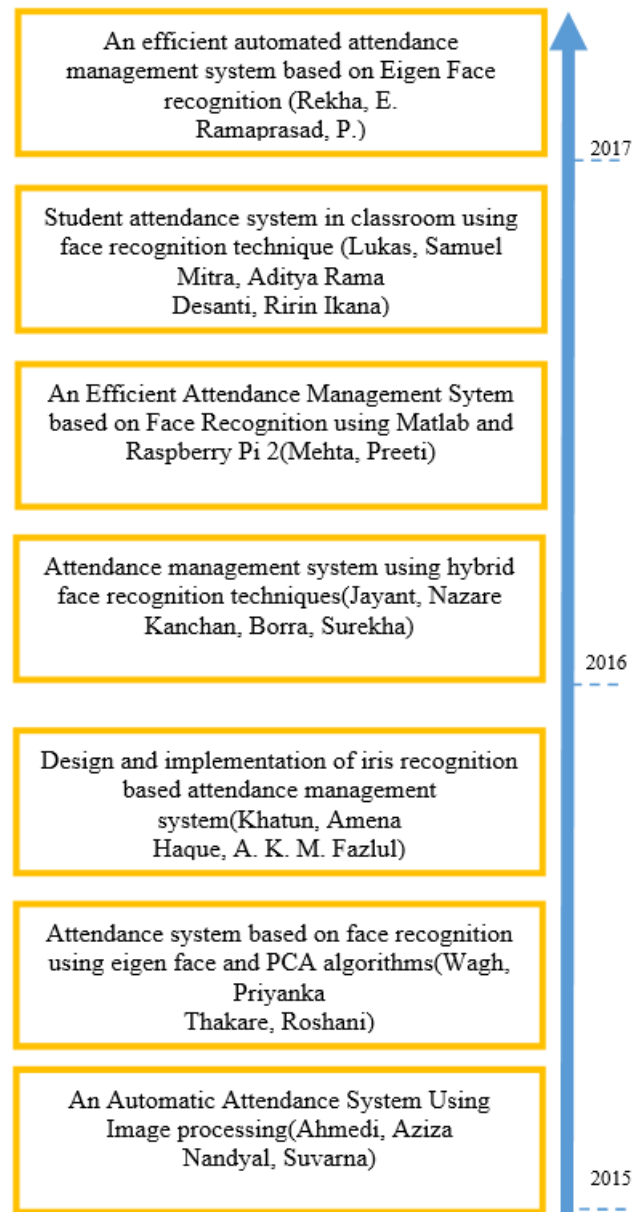 An efficient automated attendance
management system based on Eigen Face
recognition (Rekha, E.
Ramaprasad, P.)
2017
Student attendance system in classroom using
face recognition technique (Lukas, Samuel
Mitra, Aditya Rama
Desanti, Ririn Ikana)
An Efficient Attendance Management Sytem
based on Face Recognition using Matlab and
Raspberry Pi 2(Mehta, Preeti)
Attendance management system using hybrid
face recognition techniques(Jayant, Nazare
Kanchan, Borra, Surekha)
2016
Design and implementation of iris recognition
based attendance management
system(Khatun, Amena
Haque, A. K. M. Fazlul)
Attendance system based on face recognition
using eigen face and PCA algorithms(Wagh,
Priyanka
Thakare, Roshani)
An Automatic Attendance System Using
Image processing(Ahmedi, Aziza
Nandyal, Suvarna)
2015